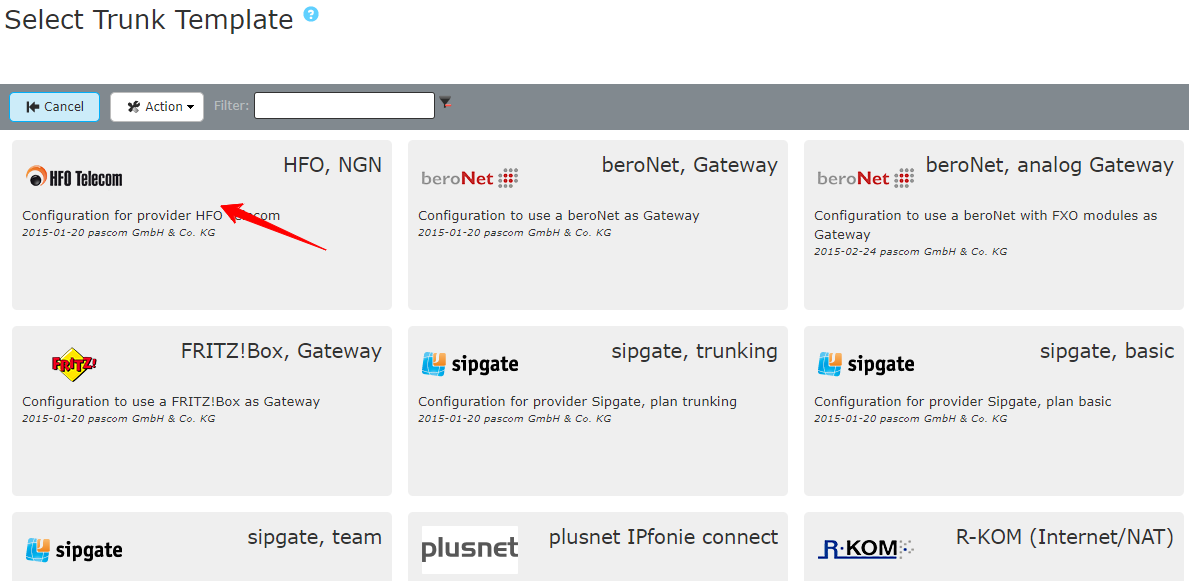 Select Trunk Template ?
Cancel Action Filter:
HFO Telecom
HFO, NGN
Configuration for provider HFO Telecom
2015-01-20 pascom GmbH & Co. KG
beroNet
beroNet, Gateway
Configuration to use a beroNet as Gateway
2015-01-20 pascom GmbH & Co. KG
beroNet
beroNet, analog Gateway
Configuration to use a beroNet with FXO modules as
Gateway
2015-02-24 pascom GmbH & Co. KG
FRITZ!
FRITZ!Box, Gateway
Configuration to use a FRITZ!Box as Gateway
2015-01-20 pascom GmbH & Co. KG
sipgate
sipgate, trunking
Configuration for provider Sipgate, plan trunking
2015-01-20 pascom GmbH & Co. KG
sipgate
sipgate, basic
Configuration for provider Sipgate, plan basic
2015-01-20 pascom GmbH & Co. KG
sipgate
sipgate, team
plusnet
plusnet IPfonie connect
R-KOM
R-KOM (Internet/NAT)